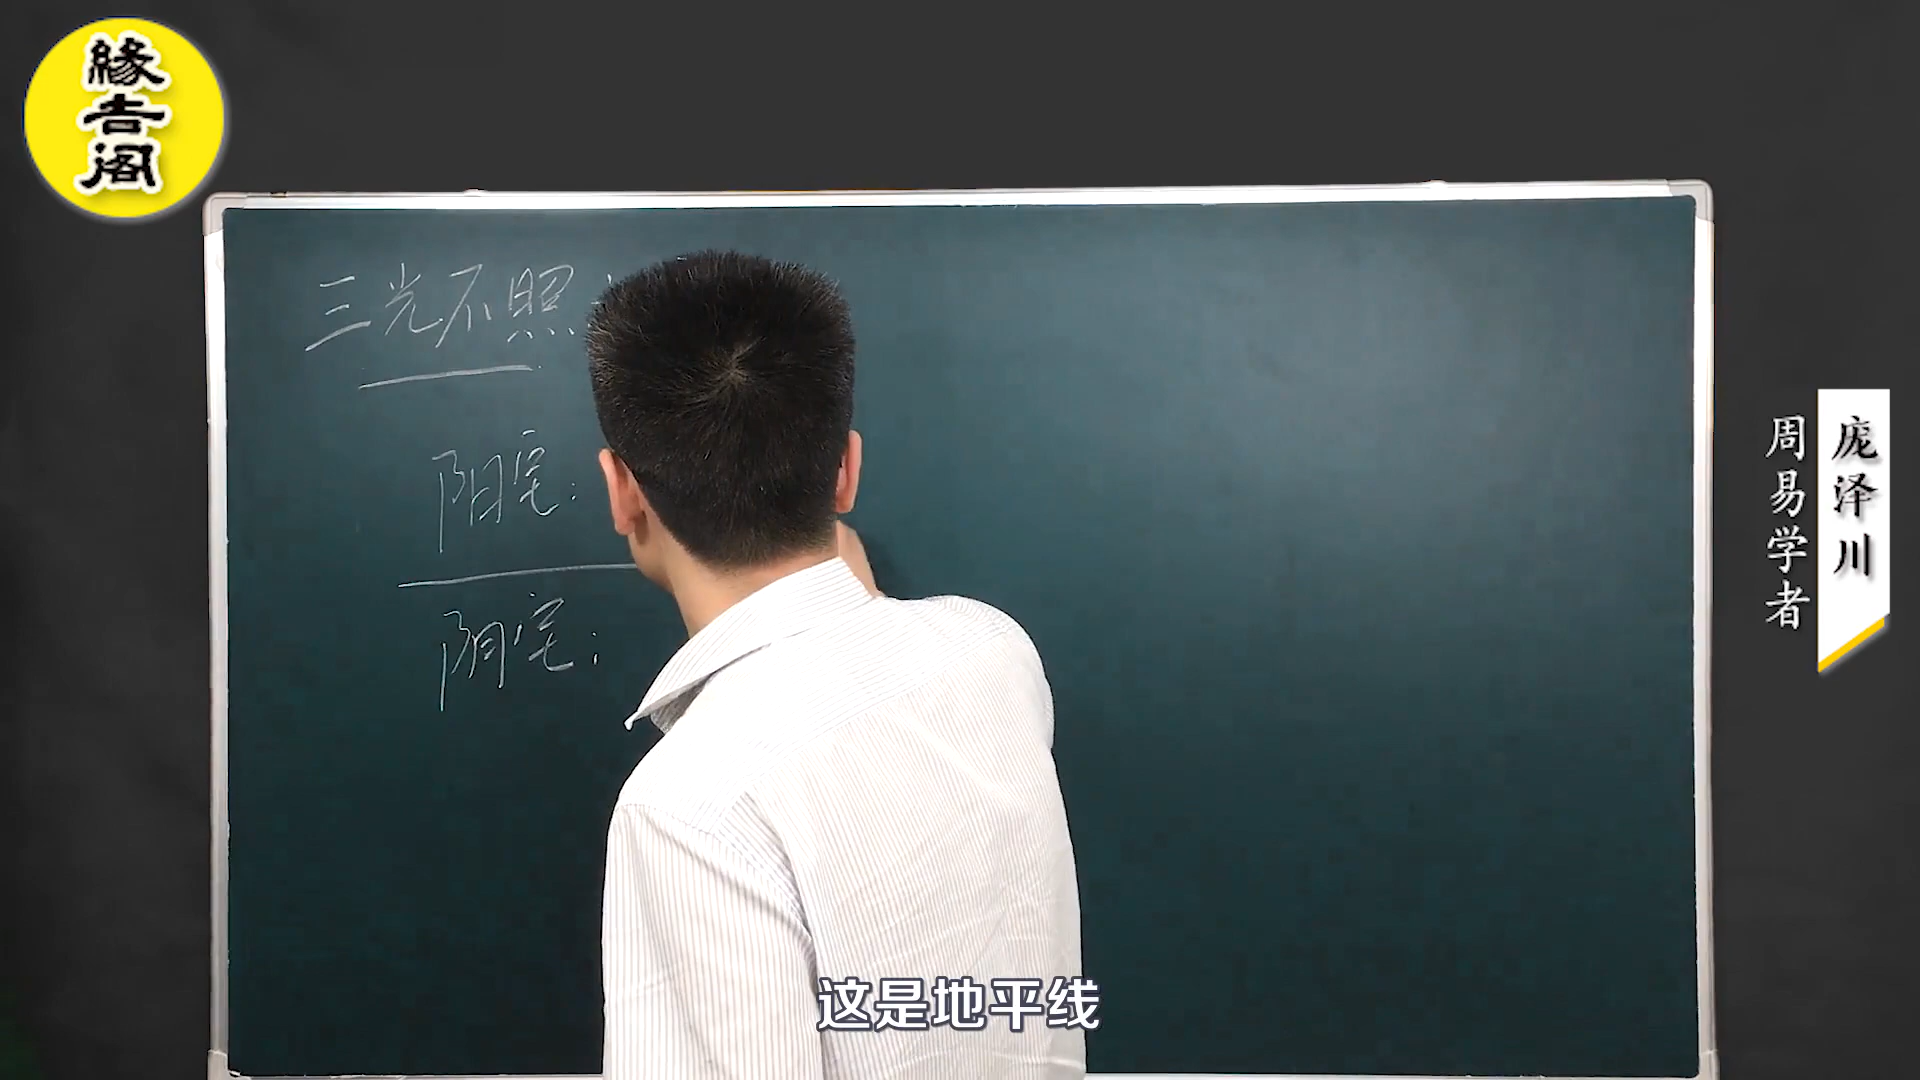 緣吉阁
三光不照
阳宅：
阴宅：
庞泽川
周易学者
这是地平线